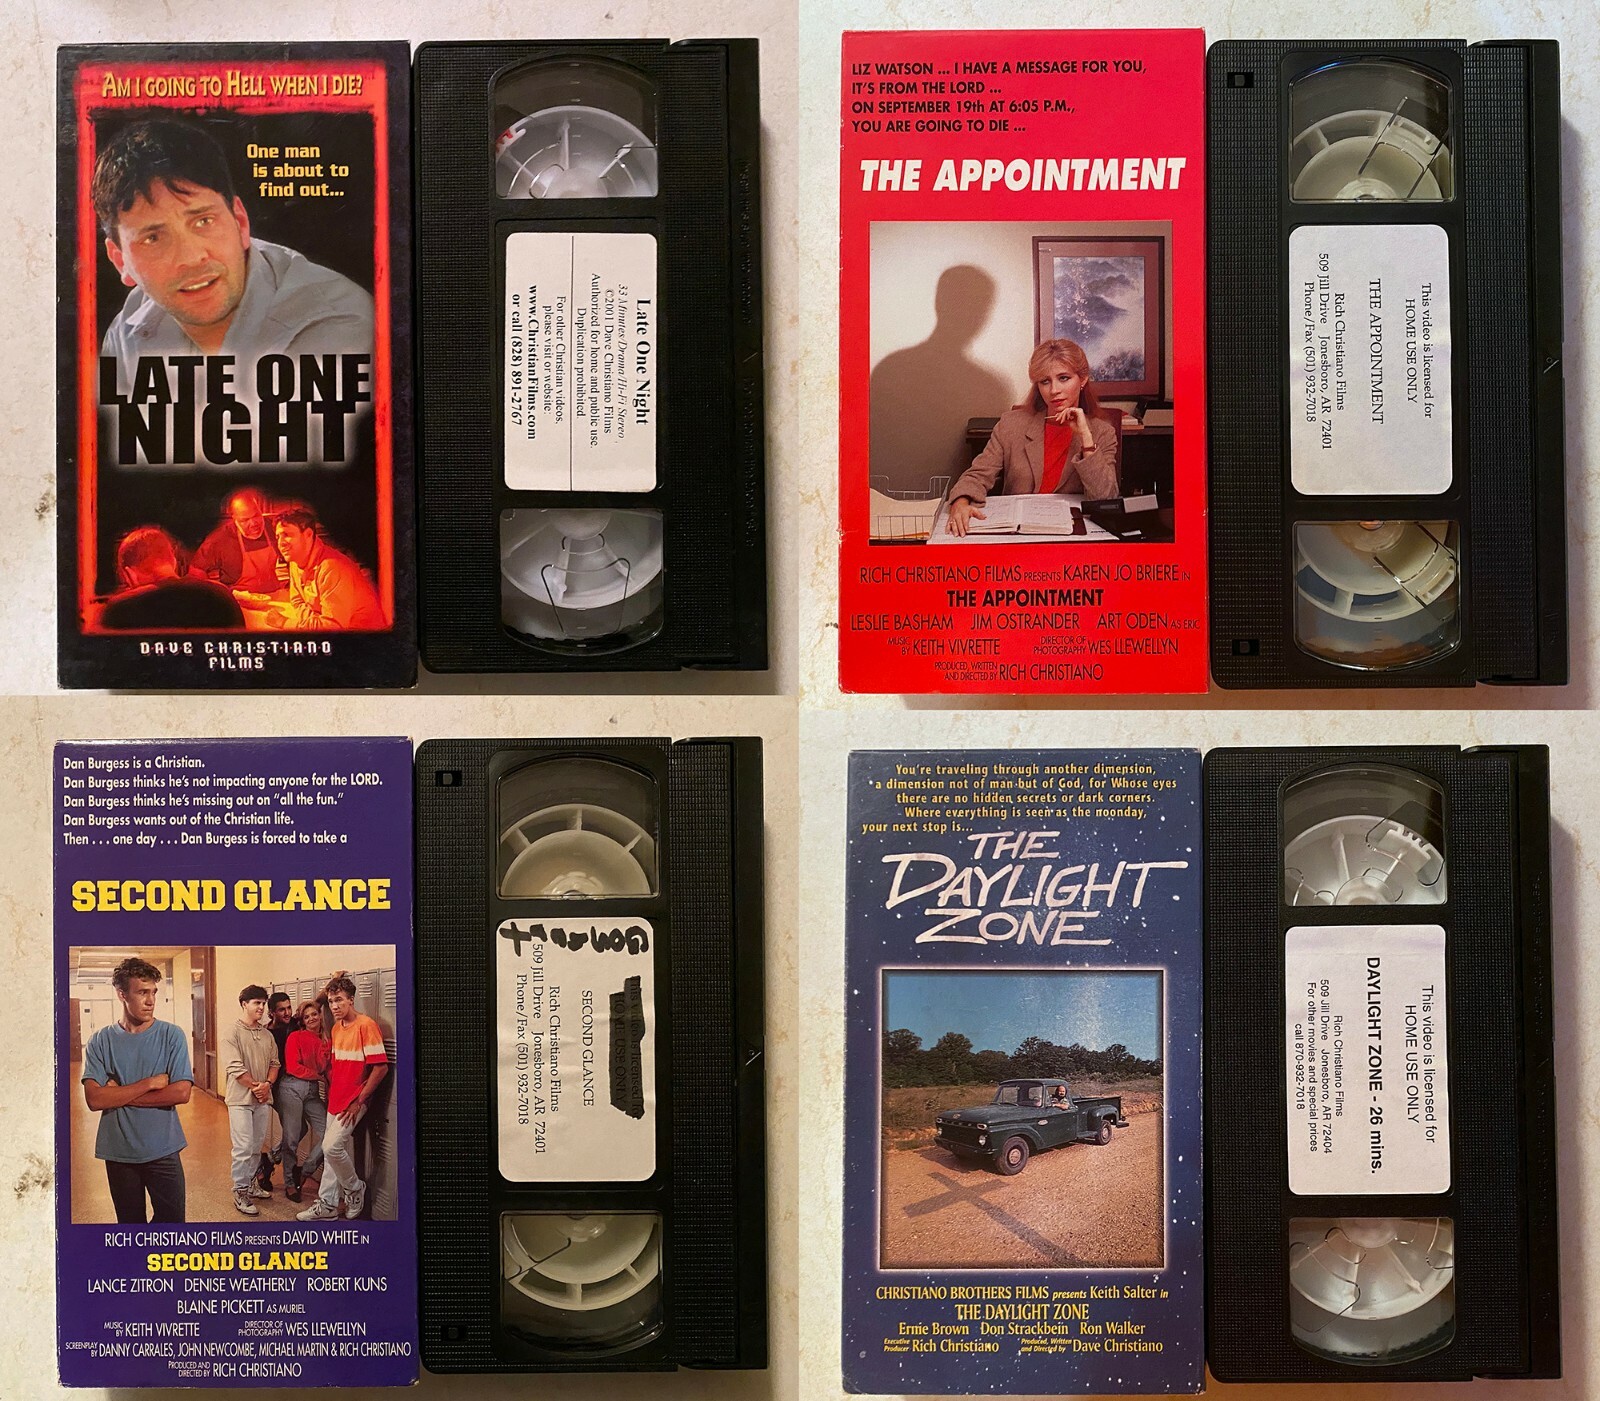 AM I GOING TO HELL WHEN I DIE?
One man
is about to
find out...
LATE ONE
NIGHT
DAVE CHRISTIANO
FILMS
Late One Night
33 Minutes/Drama/Hi-Fi Stereo
©2001 Dave Christiano Films
Authorized for home and public use.
Duplication prohibited.
For other Christian videos,
please visit or website:
www.ChristianFilms.com
or call (828) 891-2767
LIZ WATSON ... I HAVE A MESSAGE FOR YOU,
IT'S FROM THE LORD ...
ON SEPTEMBER 19th AT 6:05 P.M.,
YOU ARE GOING TO DIE ...
THE APPOINTMENT
RICH CHRISTIANO FILMS PRESENTS KAREN JO BRIERE IN
THE APPOINTMENT
LESLIE BASHAM JIM OSTRANDER ART ODEN AS ERIC
MUSIC BY KEITH VIVRETTE DIRECTOR OF PHOTOGRAPHY WES LLEWELLYN
PRODUCED, WRITTEN AND DIRECTED BY RICH CHRISTIANO
This video is licensed for
HOME USE ONLY
THE APPOINTMENT
Rich Christiano Films
509 Jill Drive Jonesboro, AR 72401
Phone/Fax (501) 932-7018
Dan Burgess is a Christian.
Dan Burgess thinks he's not impacting anyone for the LORD.
Dan Burgess thinks he's missing out on "all the fun."
Dan Burgess wants out of the Christian life.
Then . . . one day . . . Dan Burgess is forced to take a
SECOND GLANCE
RICH CHRISTIANO FILMS PRESENTS DAVID WHITE IN
SECOND GLANCE
LANCE ZITRON DENISE WEATHERLY ROBERT KUNS
BLAINE PICKETT AS MURIEL
MUSIC BY KEITH VIVRETTE DIRECTOR OF PHOTOGRAPHY WES LLEWELLYN
SCREENPLAY BY DANNY CARRALES, JOHN NEWCOMBE, MICHAEL MARTIN & RICH CHRISTIANO
PRODUCED AND DIRECTED BY RICH CHRISTIANO
SECOND GLANCE
Rich Christiano Films
509 Jill Drive Jonesboro, AR 72401
Phone/Fax (501) 932-7018
You're traveling through another dimension,
a dimension not of man but of God, for Whose eyes
there are no hidden secrets or dark corners.
Where everything is seen as the noonday,
your next stop is...
THE
DAYLIGHT
ZONE
CHRISTIANO BROTHERS FILMS presents Keith Salter in
THE DAYLIGHT ZONE
Ernie Brown Don Strackbein Ron Walker
Executive Producer Rich Christiano Produced, Written and Directed by Dave Christiano
This video is licensed for
HOME USE ONLY
DAYLIGHT ZONE - 26 mins.
Rich Christiano Films
509 Jill Drive Jonesboro, AR 72404
For other movies and special prices
call 870-932-7018